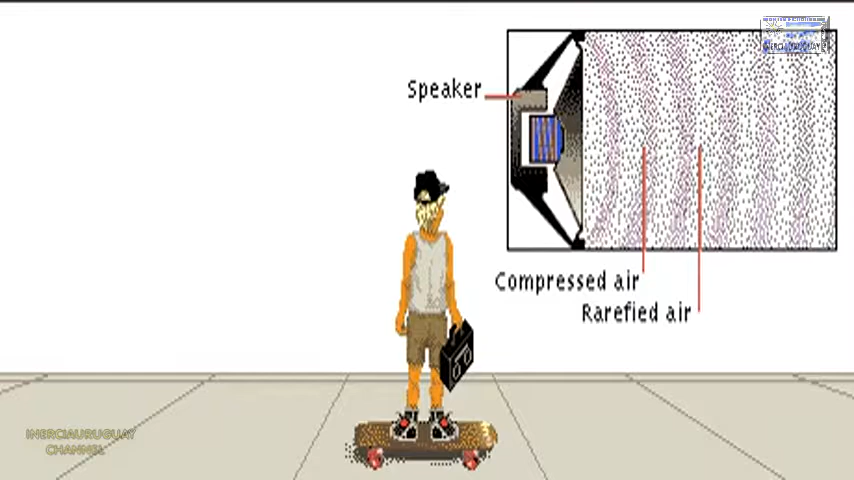 Speaker
Compressed air
Rarefied air
INERCIAURUGUAY
CHANNEL